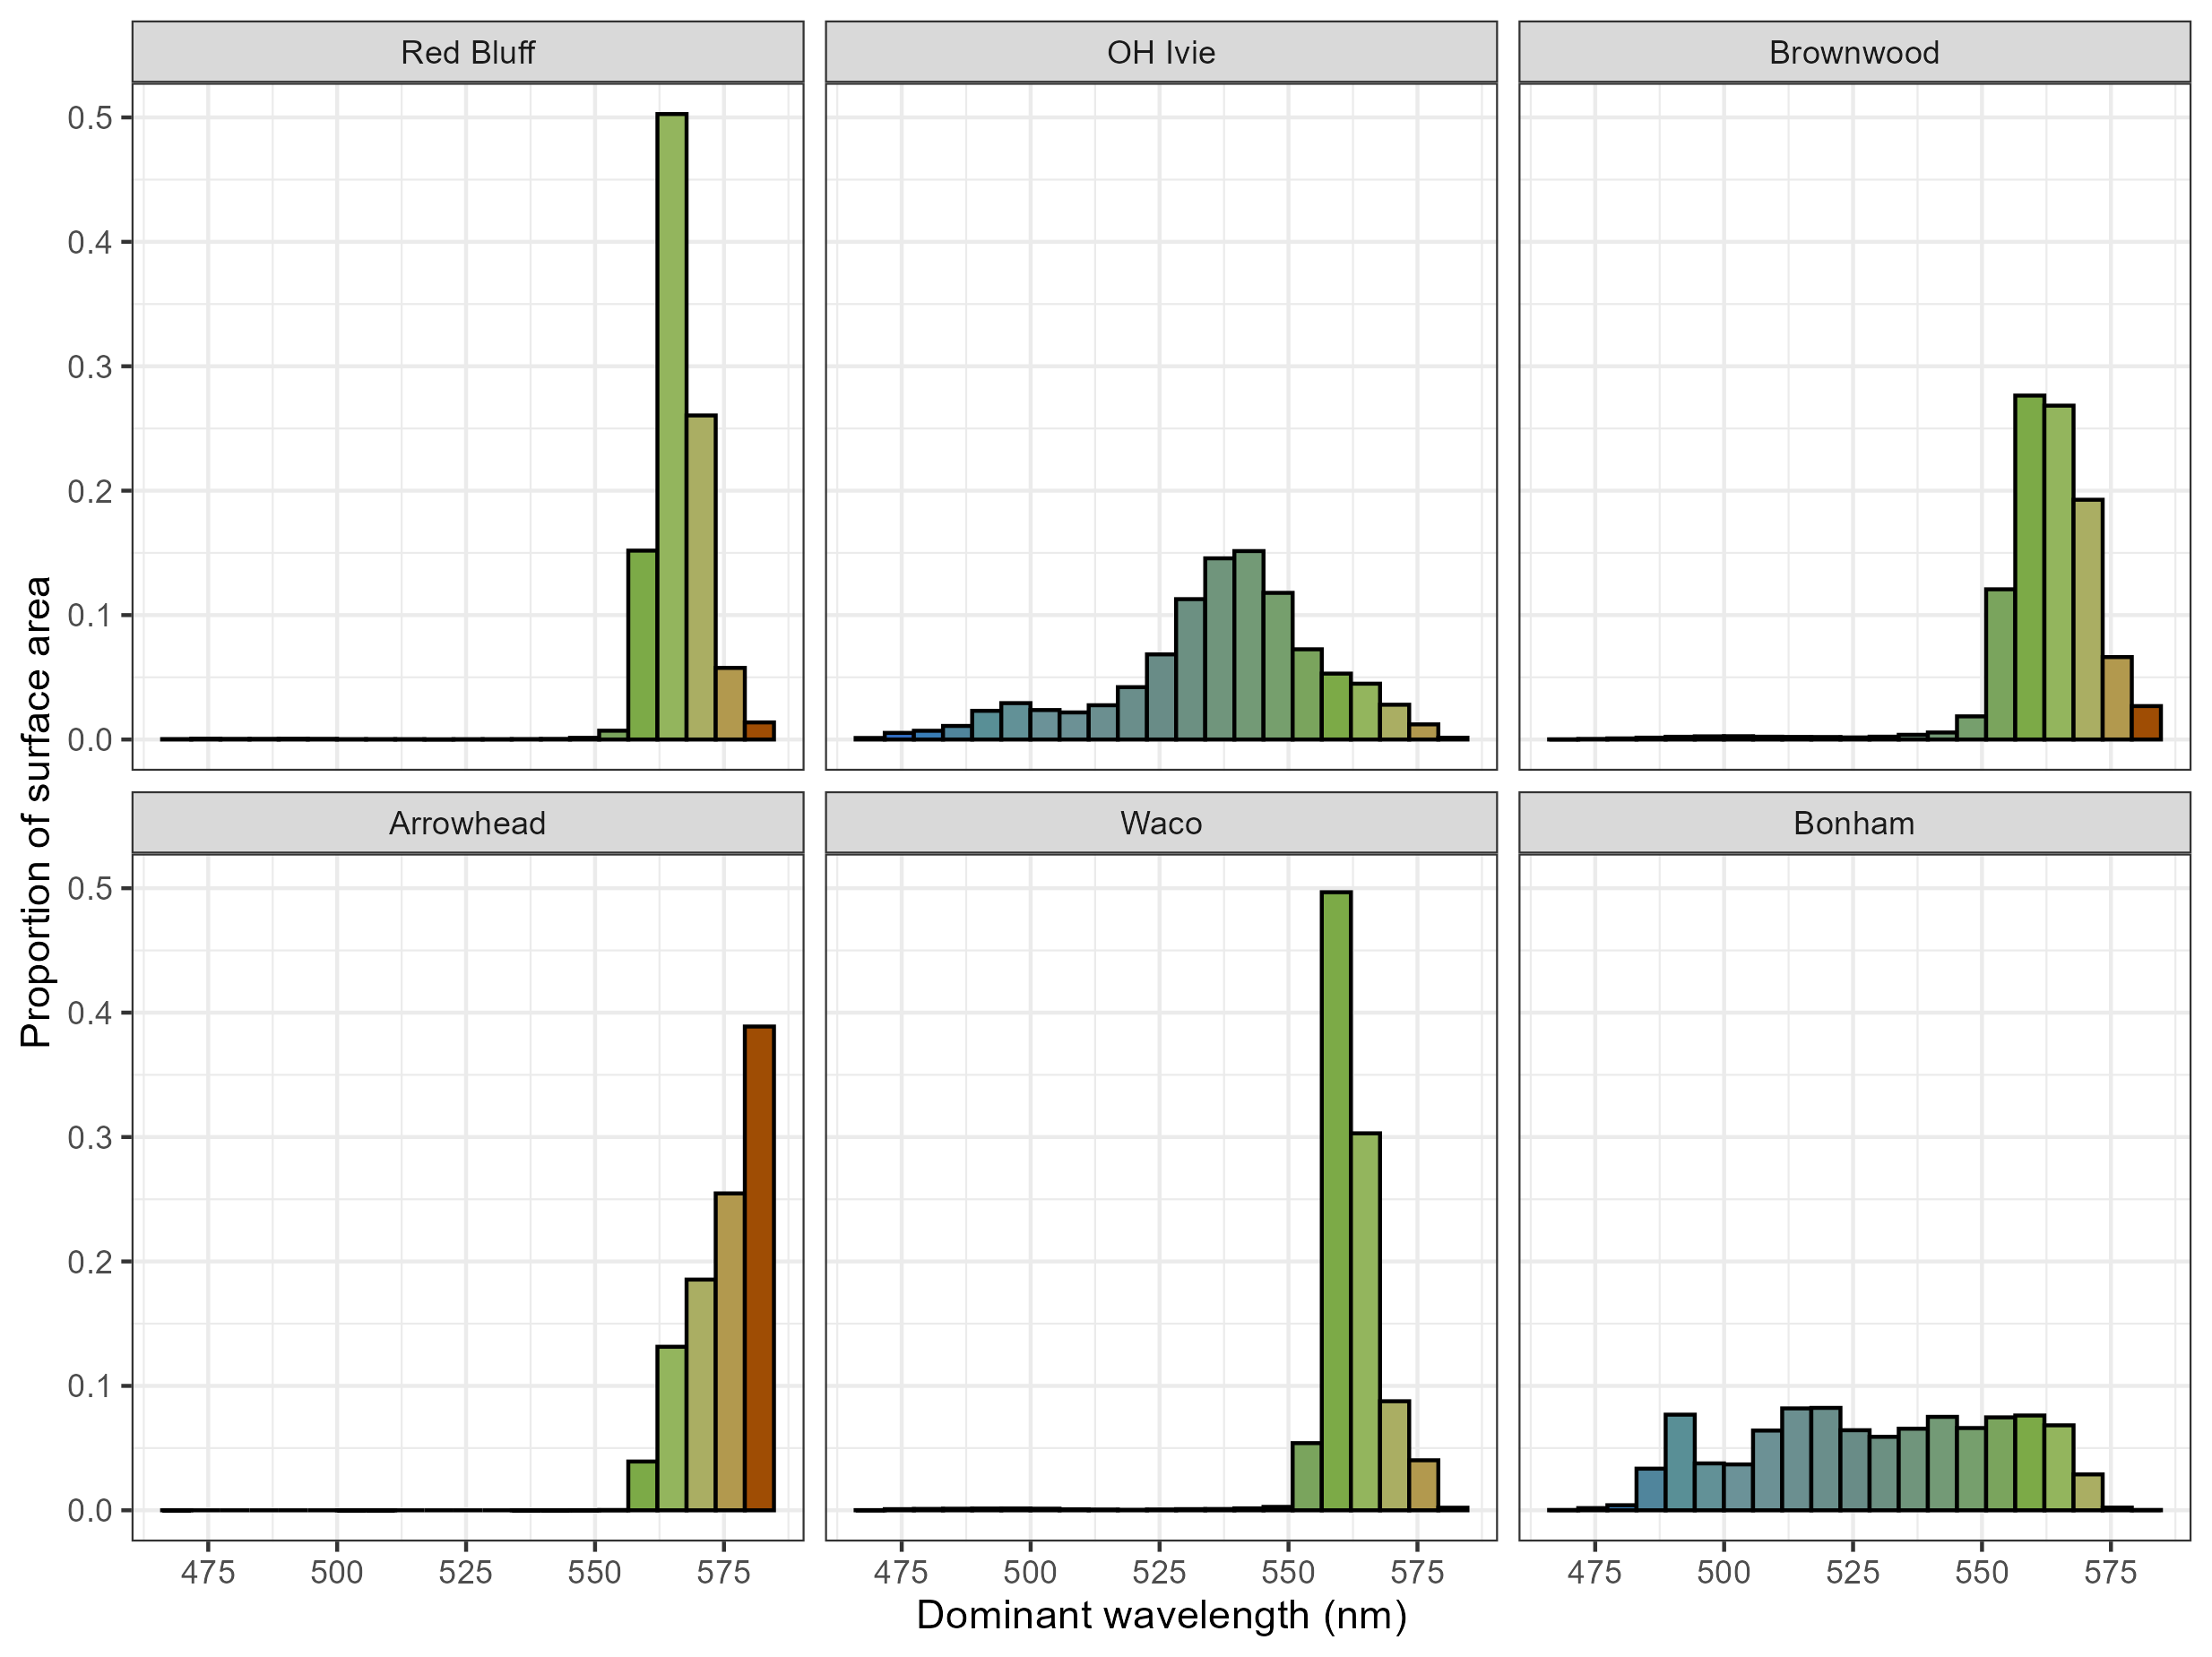 Red Bluff
OH Ivie
Brownwood
0.5
0.4
0.3
0.2
0.1
0.0
Arrowhead
Waco
Bonham
0.5
0.4
0.3
0.2
0.1
0.0
475 500 525 550 575
475 500 525 550 575
475 500 525 550 575
Dominant wavelength (nm)
Proportion of surface area